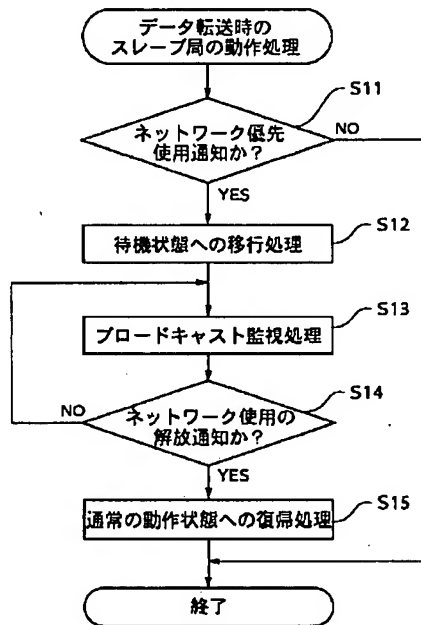 データ転送時の
スレーブ局の動作処理
S11
ネットワーク優先
使用通知か?
NO
YES
S12
待機状態への移行処理
S13
ブロードキャスト監視処理
S14
NO
ネットワーク使用の
解放通知か?
YES
S15
通常の動作状態への復帰処理
終了